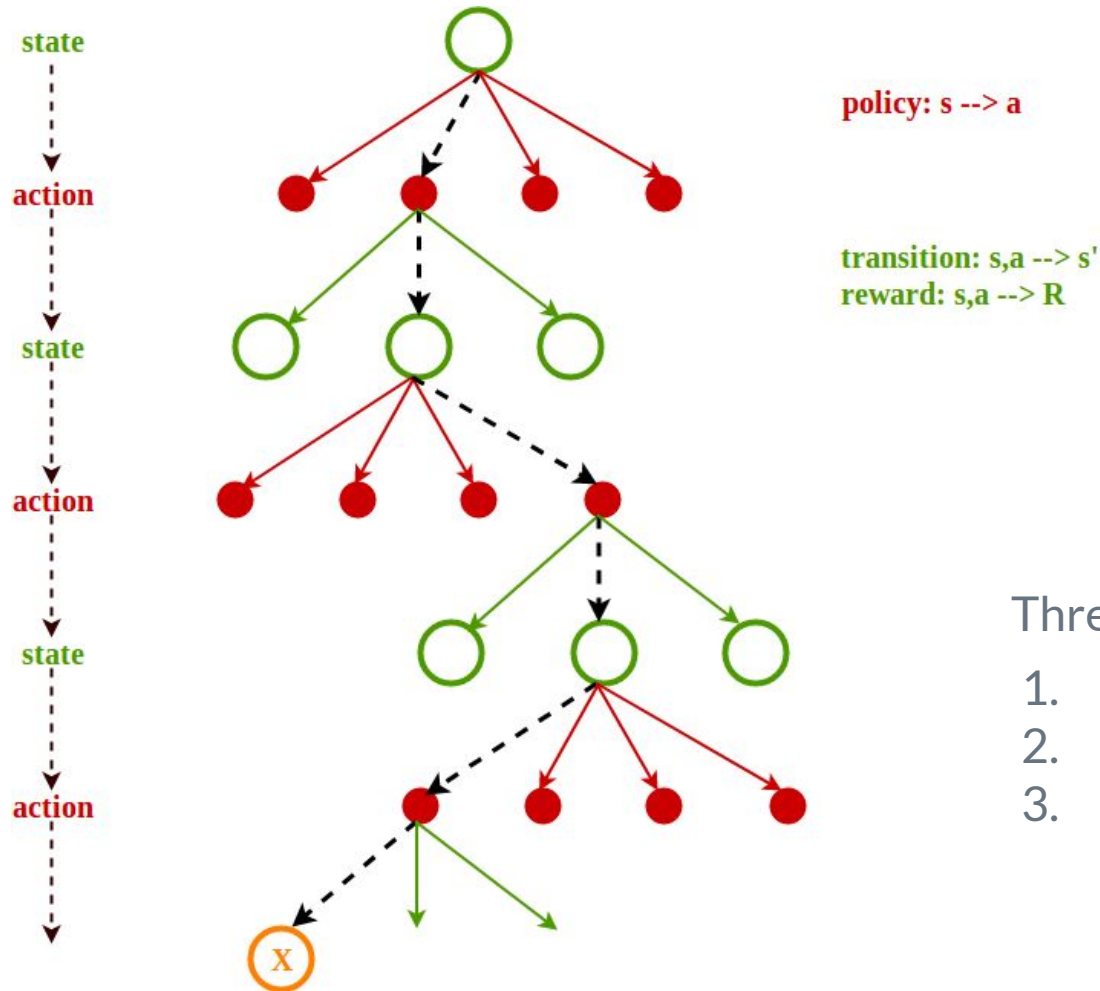 state
policy: s --> a
action
transition: s,a --> s'
reward: s,a --> R
state
action
Thre
1.
2.
3.
state
action
X